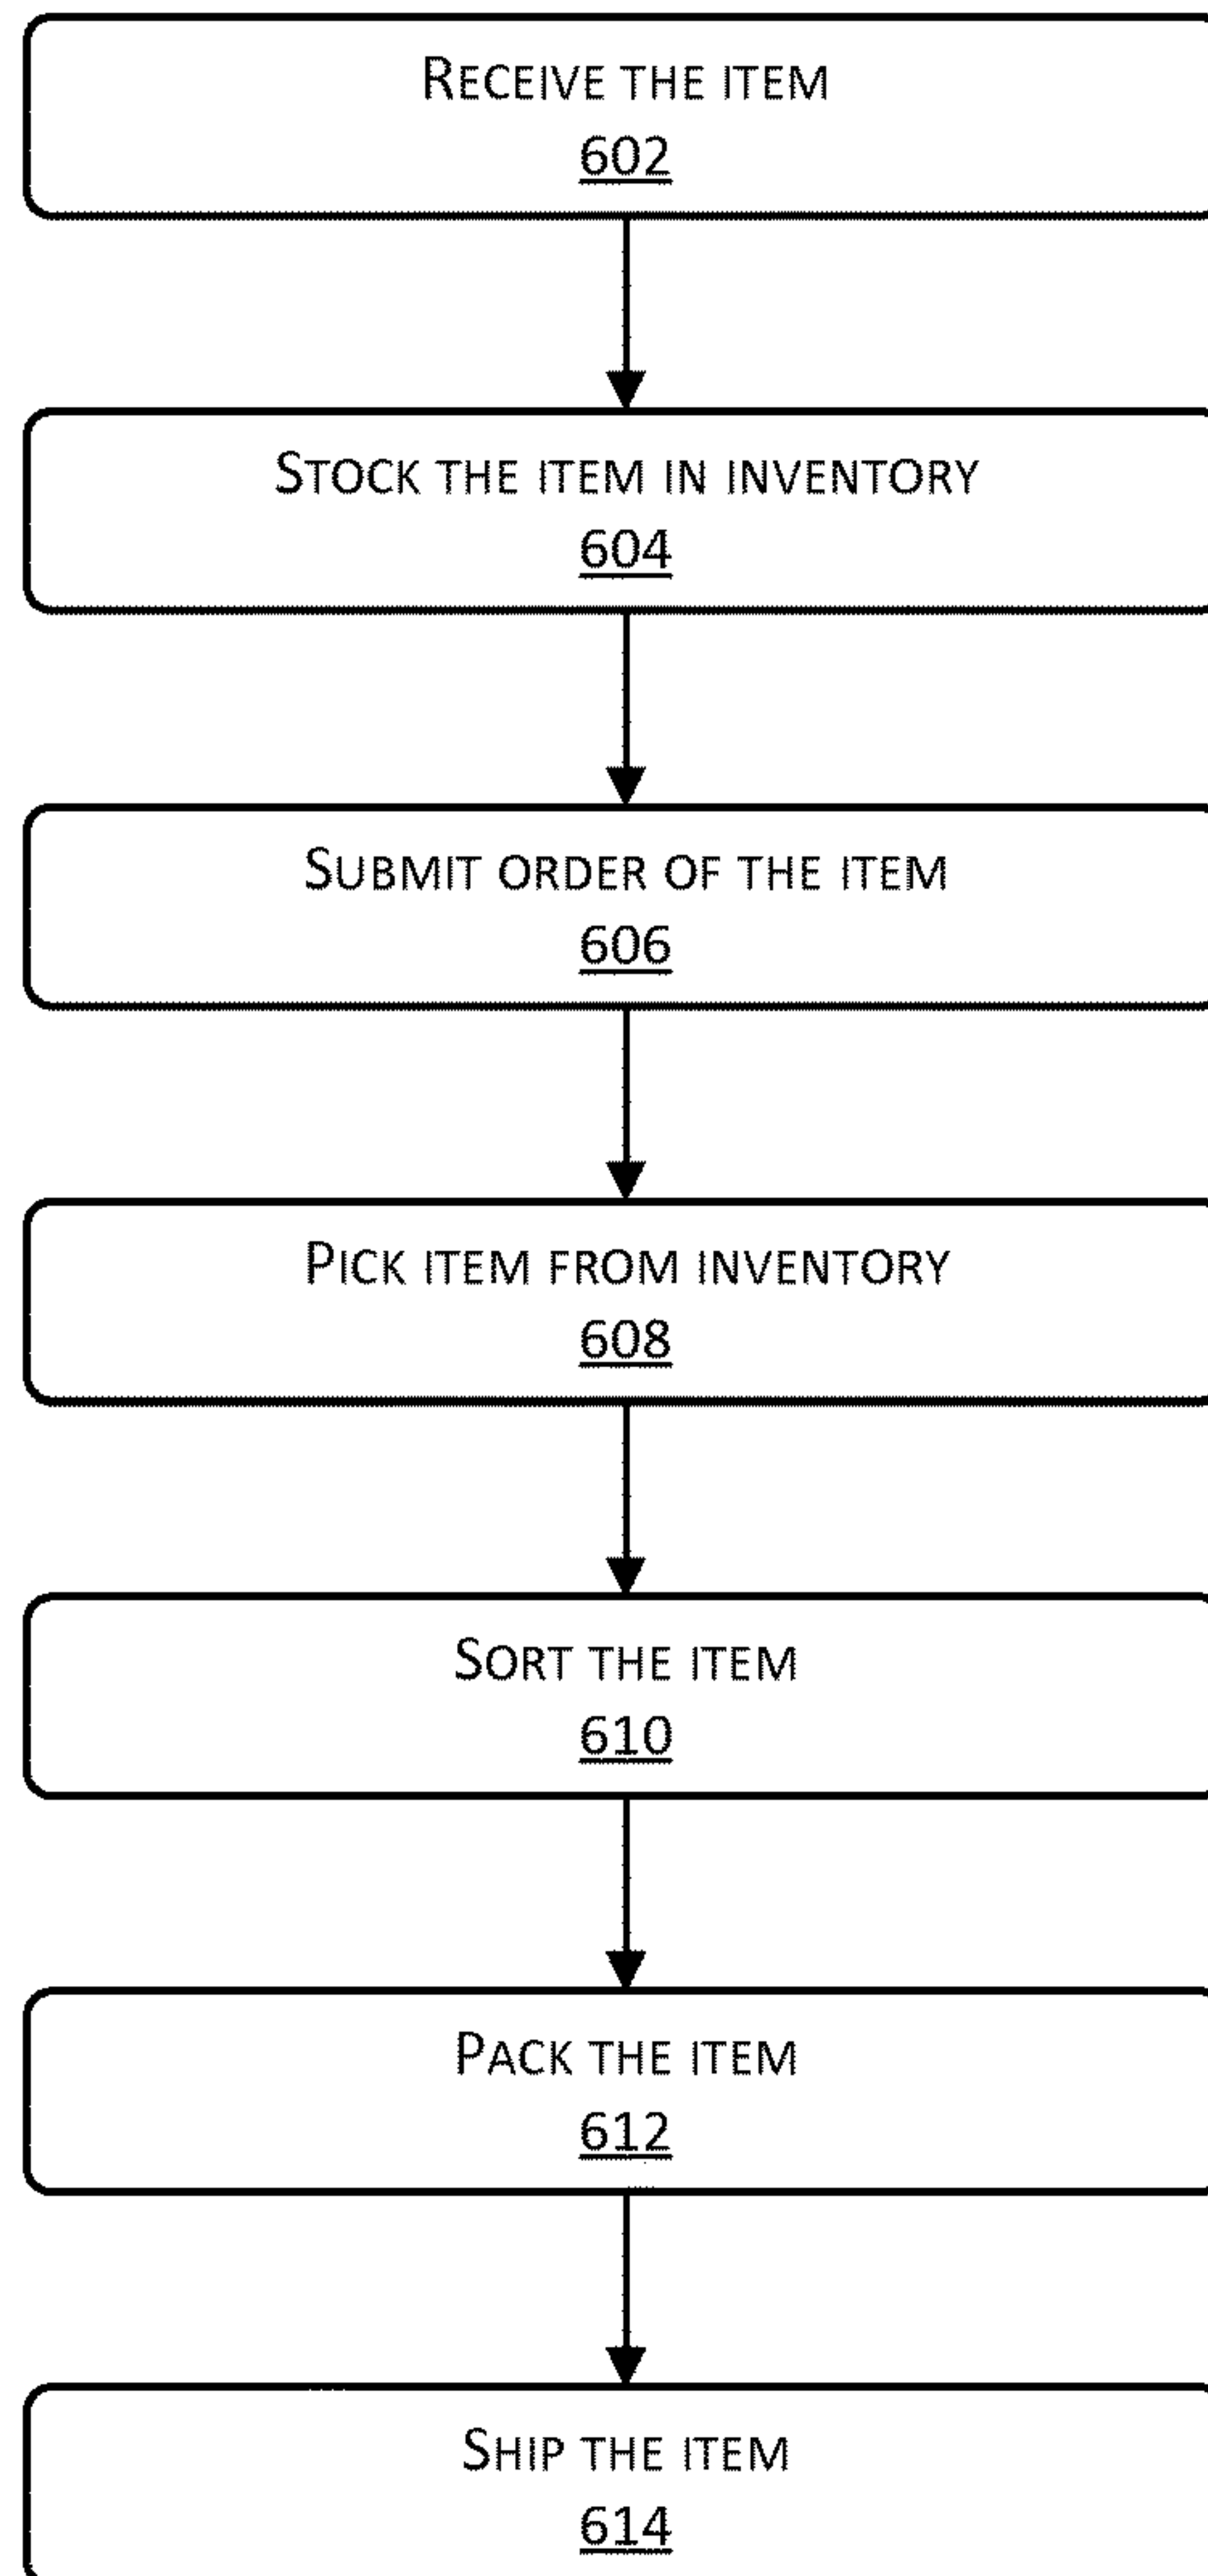 RECEIVE THE ITEM
602
STOCK THE ITEM IN INVENTORY
604
SUBMIT ORDER OF THE ITEM
606
PICK ITEM FROM INVENTORY
608
SORT THE ITEM
610
PACK THE ITEM
612
SHIP THE ITEM
614